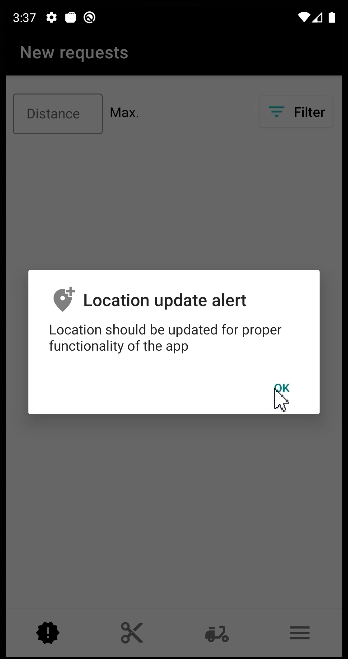 3:37
New requests
Distance
Max.
Filter
Location update alert
Location should be updated for proper
functionality of the app
OK